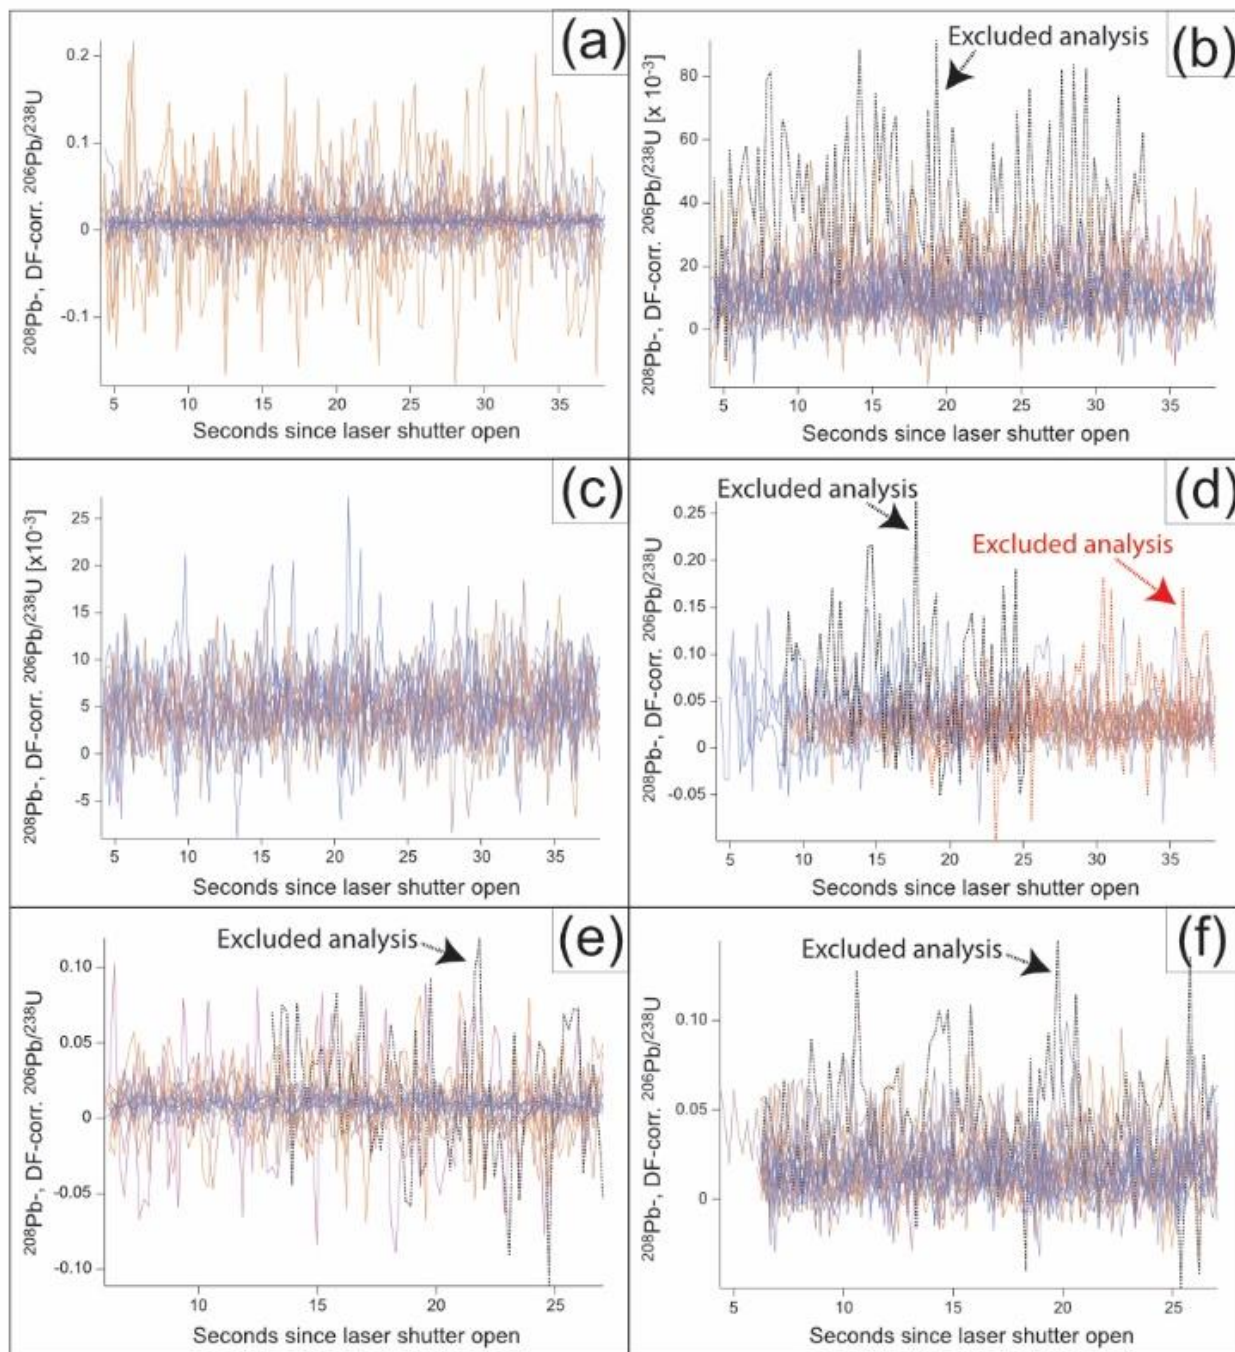 (a)
²⁰⁸Pb-, DF-corr. ²⁰⁶Pb/²³⁸U
0.2
0.1
0
-0.1
5 10 15 20 25 30 35
Seconds since laser shutter open
(b)
Excluded analysis
²⁰⁸Pb-, DF-corr. ²⁰⁶Pb/²³⁸U [x 10⁻³]
80
60
40
20
0
5 10 15 20 25 30 35
Seconds since laser shutter open
(c)
²⁰⁸Pb-, DF-corr. ²⁰⁶Pb/²³⁸U [x10⁻³]
25
20
15
10
5
0
-5
5 10 15 20 25 30 35
Seconds since laser shutter open
(d)
Excluded analysis
Excluded analysis
²⁰⁸Pb-, DF-corr. ²⁰⁶Pb/²³⁸U
0.25
0.20
0.15
0.10
0.05
0
-0.05
5 10 15 20 25 30 35
Seconds since laser shutter open
(e)
Excluded analysis
²⁰⁸Pb-, DF-corr. ²⁰⁶Pb/²³⁸U
0.10
0.05
0
-0.05
-0.10
10 15 20 25
Seconds since laser shutter open
(f)
Excluded analysis
²⁰⁸Pb-, DF-corr. ²⁰⁶Pb/²³⁸U
0.10
0.05
0
5 10 15 20 25
Seconds since laser shutter open